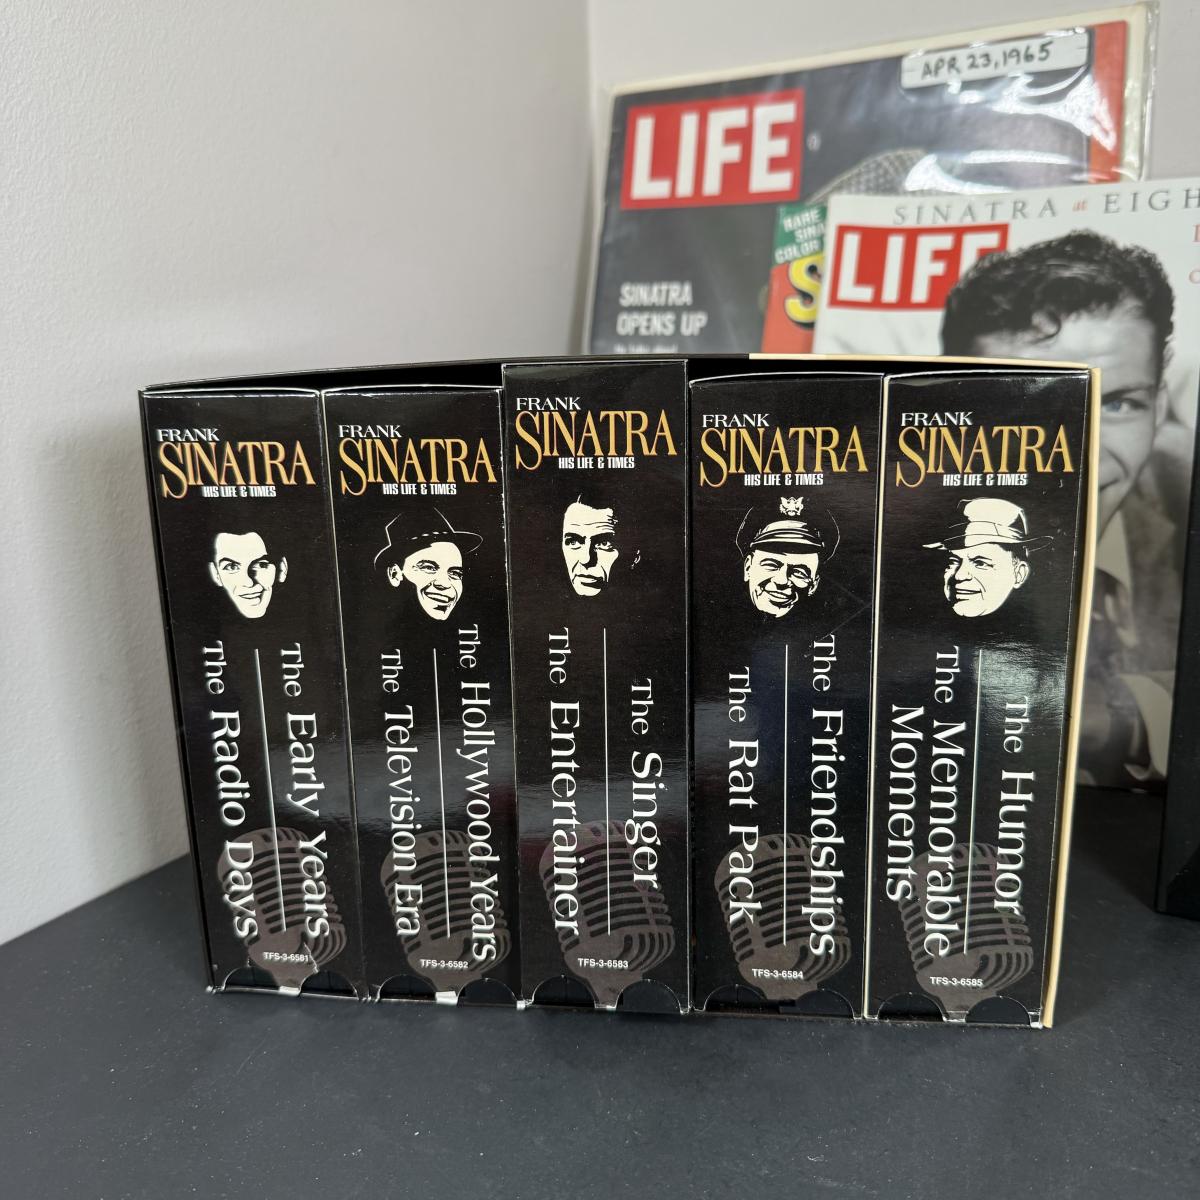 APR 23, 1965
LIFE
SINATRA
OPENS UP
RARE
SINA
COLOR
S
SINATRA at EIGH
LIFE
FRANK
SINATRA
HIS LIFE & TIMES
The Early Years
The Radio Days
TFS-3-6581
FRANK
SINATRA
HIS LIFE & TIMES
The Hollywood Years
The Television Era
TFS-3-6582
FRANK
SINATRA
HIS LIFE & TIMES
The Singer
The Entertainer
TFS-3-6583
FRANK
SINATRA
HIS LIFE & TIMES
The Friendships
The Rat Pack
TFS-3-6584
FRANK
SINATRA
HIS LIFE & TIMES
The Humor
The Memorable
Moments
TFS-3-6585